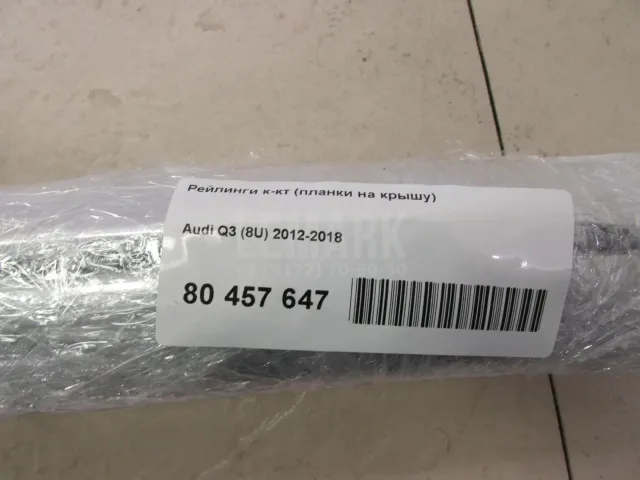 Рейлинги к-кт (планки на крышу)
Audi Q3 (8U) 2012-2018
80 457 647